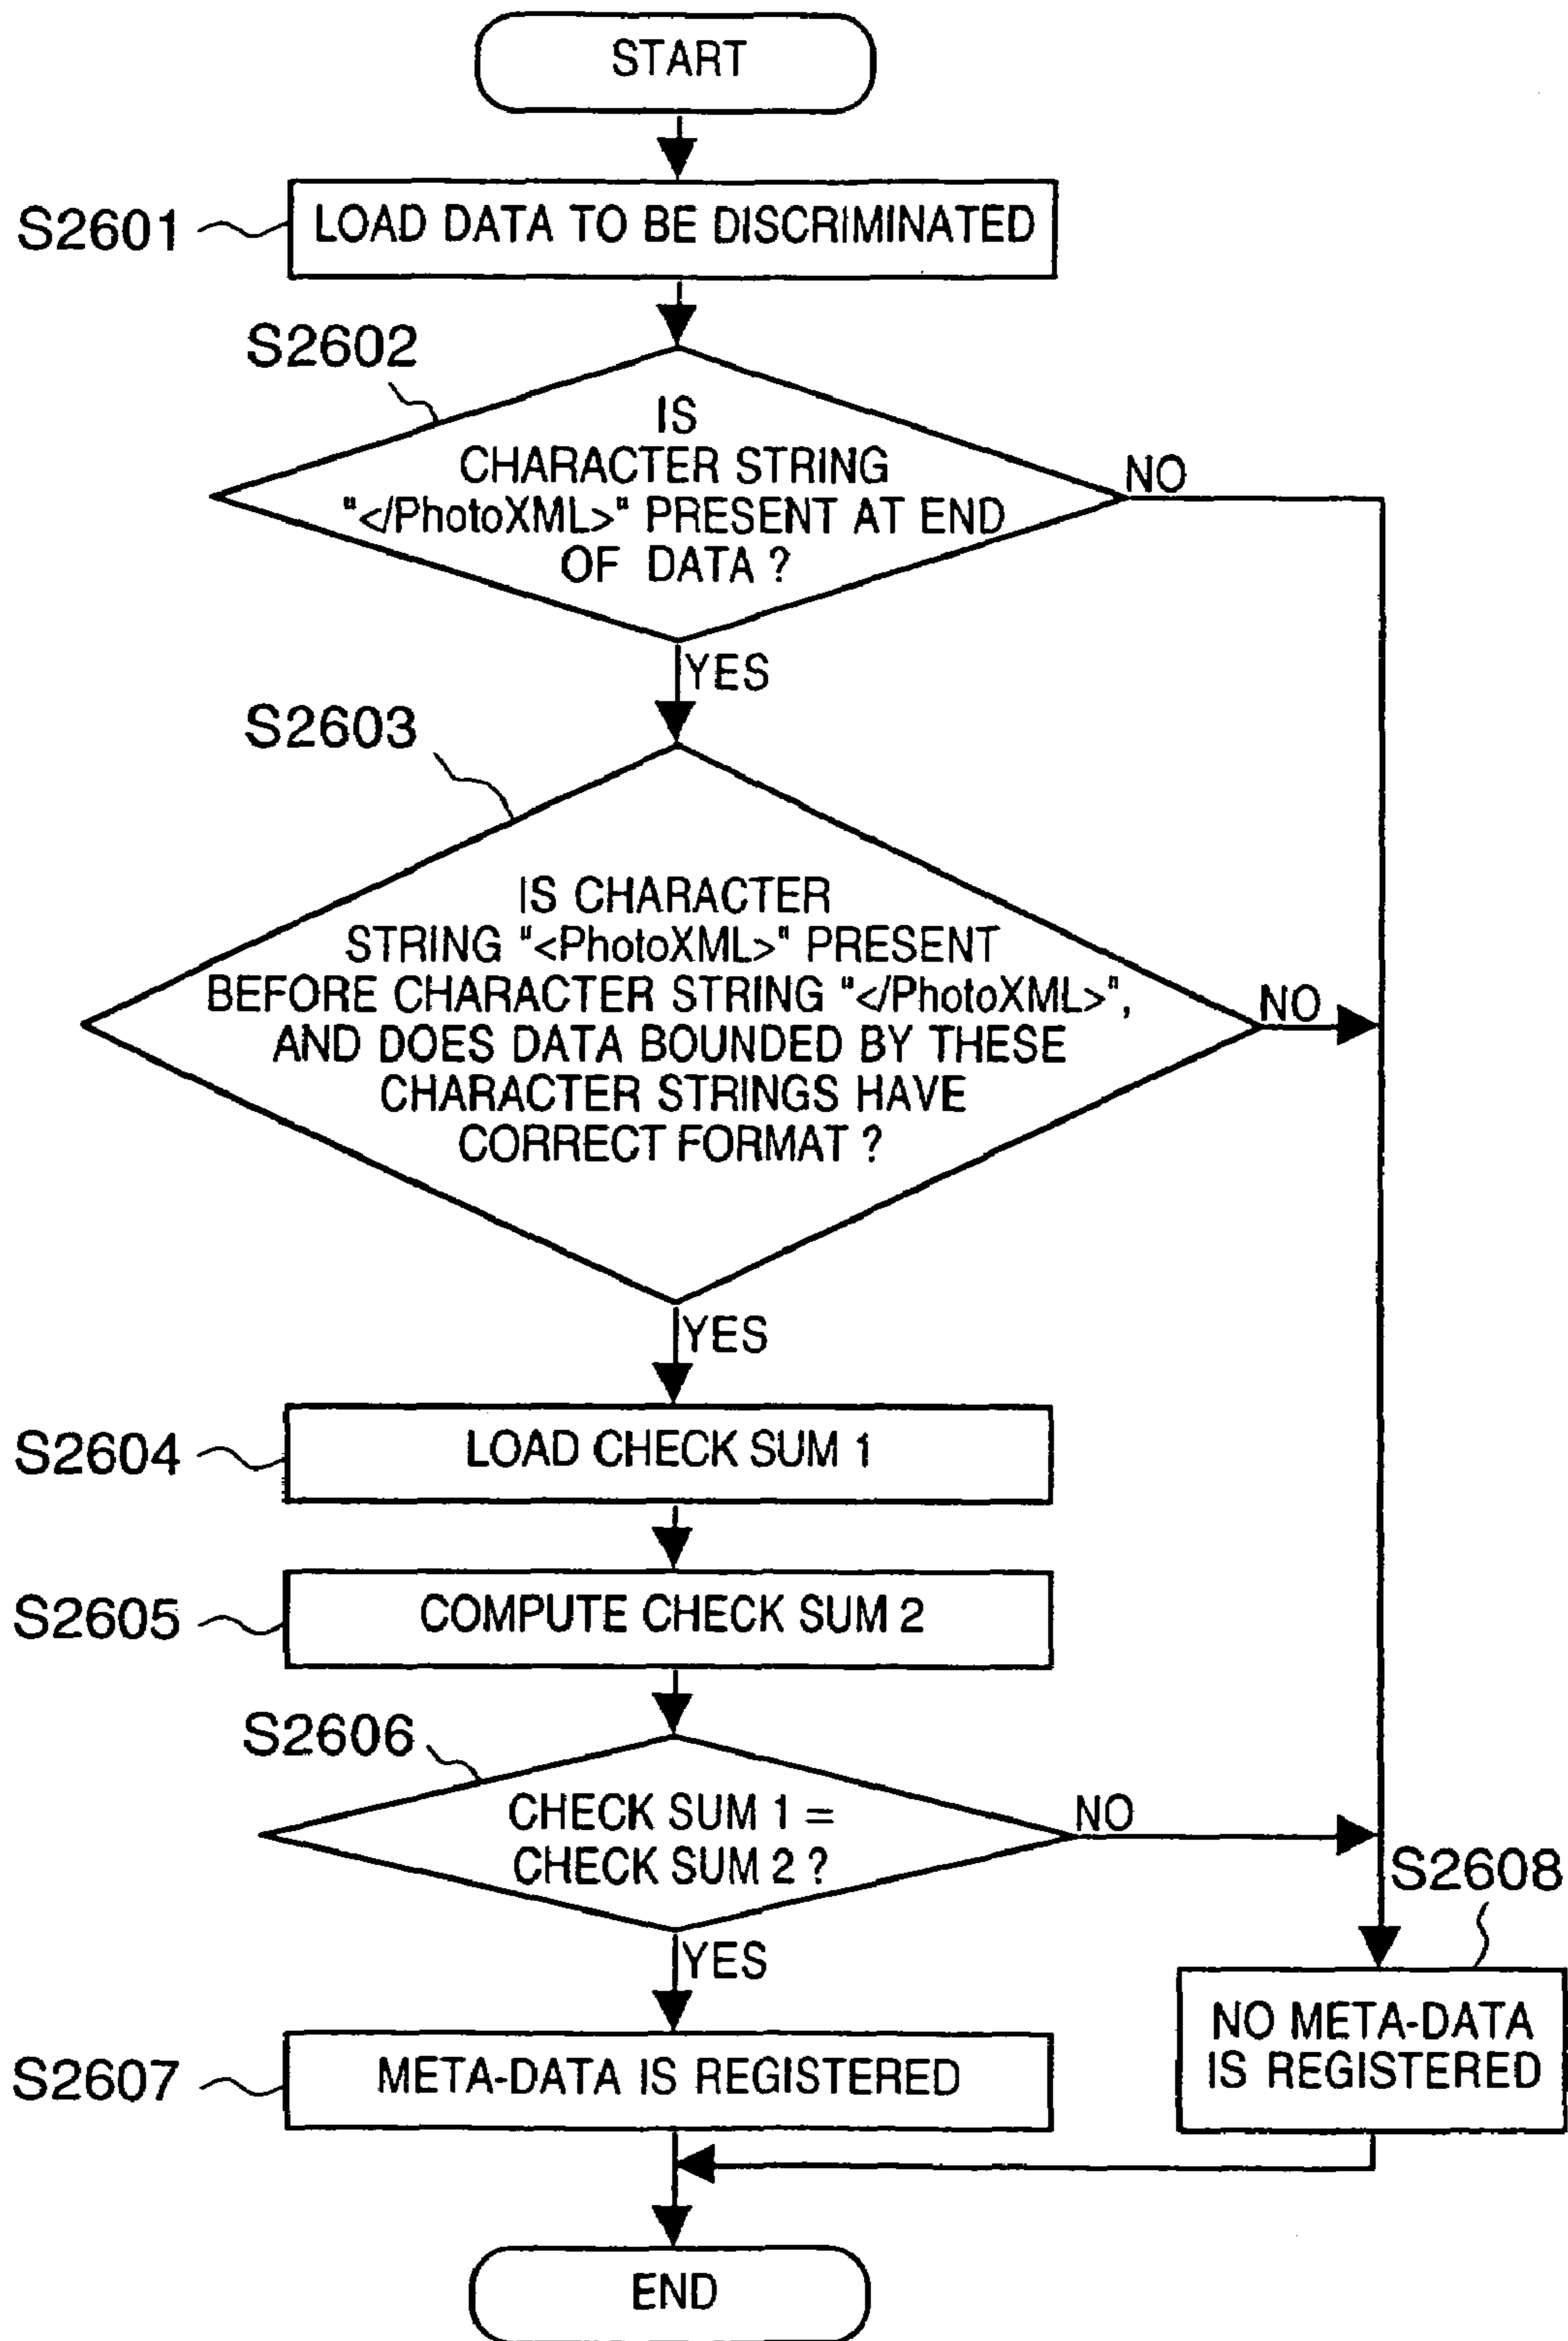 START
S2601
LOAD DATA TO BE DISCRIMINATED
S2602
IS
CHARACTER STRING
"</PhotoXML>" PRESENT AT END
OF DATA ?
NO
YES
S2603
IS CHARACTER
STRING "<PhotoXML>" PRESENT
BEFORE CHARACTER STRING "</PhotoXML>",
AND DOES DATA BOUNDED BY THESE
CHARACTER STRINGS HAVE
CORRECT FORMAT ?
NO
YES
S2604
LOAD CHECK SUM 1
S2605
COMPUTE CHECK SUM 2
S2606
CHECK SUM 1 =
CHECK SUM 2 ?
NO
YES
S2608
NO META-DATA
IS REGISTERED
S2607
META-DATA IS REGISTERED
END